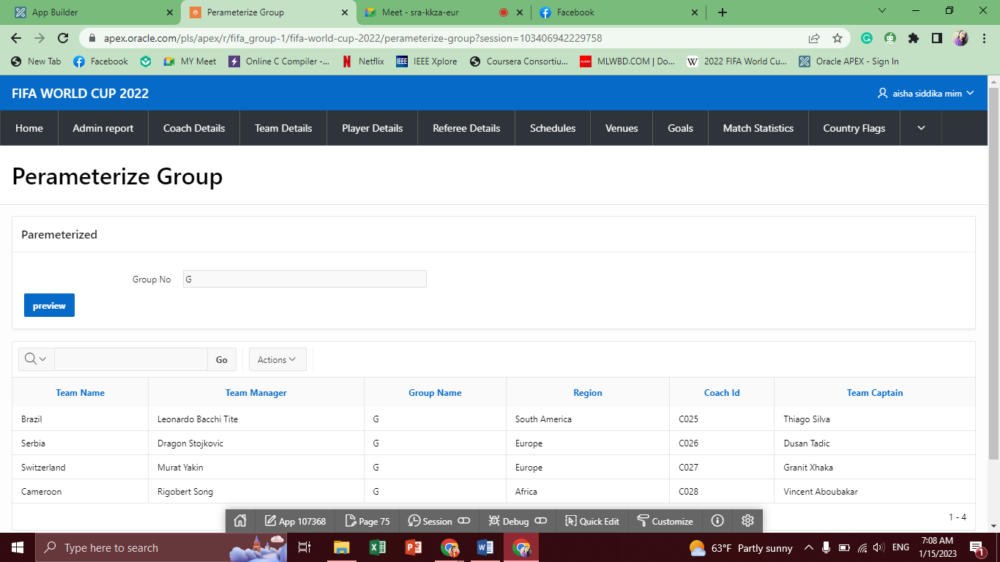 App Builder
Perameterize Group
Meet - sra-kkza-eur
Facebook
apex.oracle.com/pls/apex/r/fifa_group-1/fifa-world-cup-2022/perameterize-group?session=103406942229758
New Tab
Facebook
MY Meet
Online C Compiler -...
Netflix
IEEE
IEEE Xplore
Coursera Consortiu...
MLWBD.COM | Do...
W
2022 FIFA World Cu...
Oracle APEX - Sign In
FIFA WORLD CUP 2022
aisha siddika mim
Home
Admin report
Coach Details
Team Details
Player Details
Referee Details
Schedules
Venues
Goals
Match Statistics
Country Flags
Perameterize Group
Paremeterized
Group No
G
preview
Go
Actions
Team Name Team Manager Group Name Region Coach Id Team Captain
Brazil Leonardo Bacchi Tite G South America C025 Thiago Silva
Serbia Dragon Stojkovic G Europe C026 Dusan Tadic
Switzerland Murat Yakin G Europe C027 Granit Xhaka
Cameroon Rigobert Song G Africa C028 Vincent Aboubakar
1 - 4
App 107368
Page 75
Session
Debug
Quick Edit
Customize
Type here to search
63°F Partly sunny
ENG
7:08 AM
1/15/2023
1